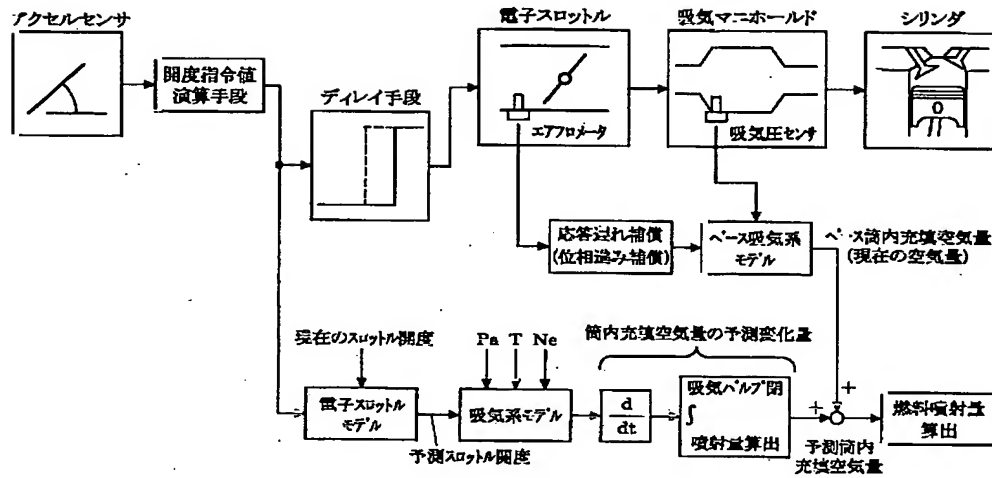 アクセルセンサ
開度指令値
演算手段
ディレイ手段
電子スロットル
エアフロメータ
吸気マニホールド
吸気圧センサ
シリンダ
応答遅れ補償
(位相進み補償)
ベース吸気系
モデル
ベース筒内充填空気量
(現在の空気量)
現在のスロットル開度
電子スロットル
モデル
予測スロットル開度
Pa T Ne
吸気系モデル
筒内充填空気量の予測変化量
d
dt
吸気バルブ閉
∫
噴射量算出
+
+
予測筒内
充填空気量
燃料噴射量
算出